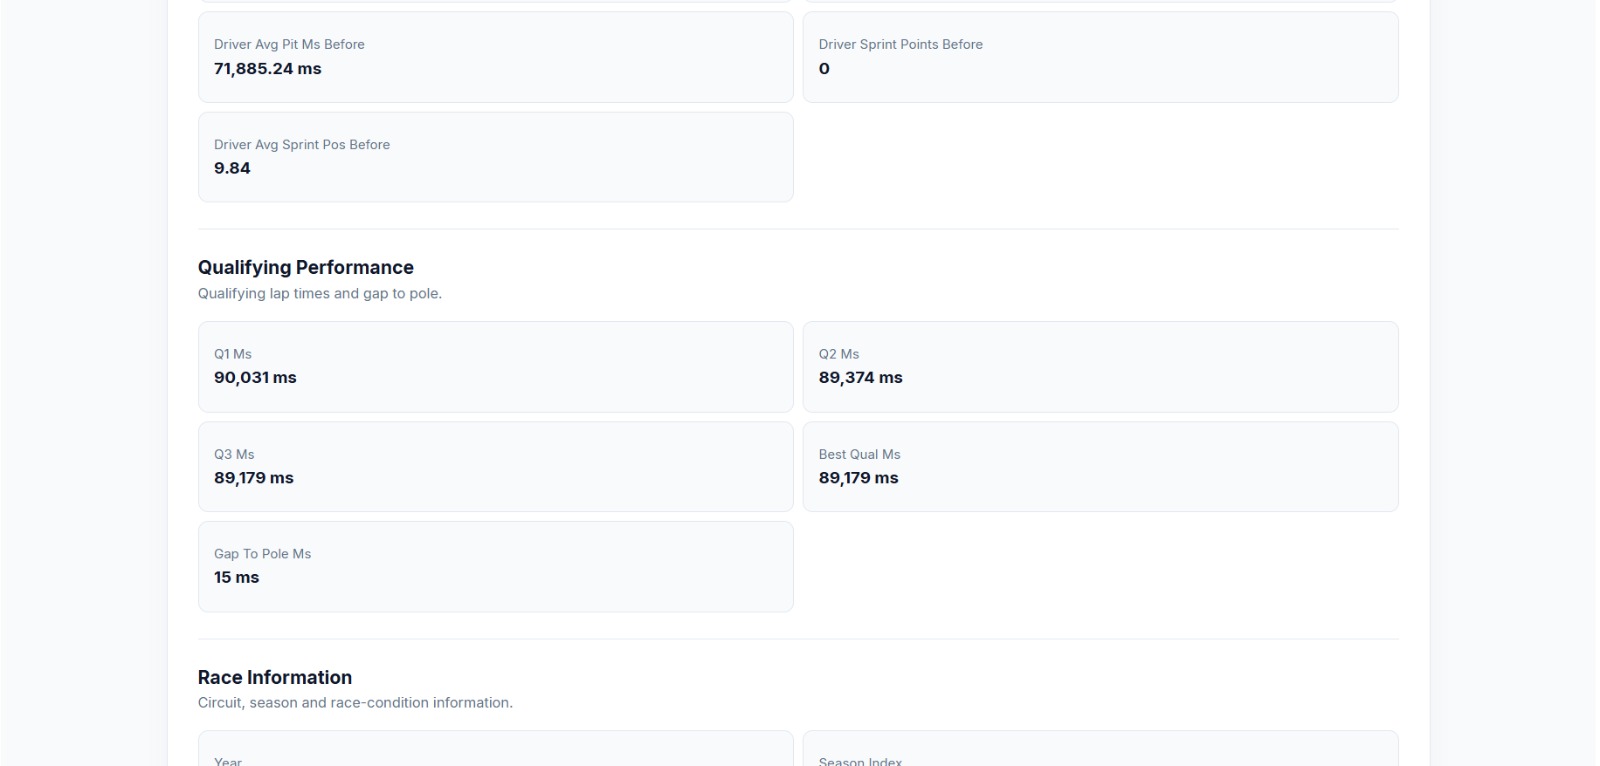 Driver Avg Pit Ms Before
71,885.24 ms
Driver Sprint Points Before
0
Driver Avg Sprint Pos Before
9.84
Qualifying Performance
Qualifying lap times and gap to pole.
Q1 Ms
90,031 ms
Q2 Ms
89,374 ms
Q3 Ms
89,179 ms
Best Qual Ms
89,179 ms
Gap To Pole Ms
15 ms
Race Information
Circuit, season and race-condition information.
Year
Season Index